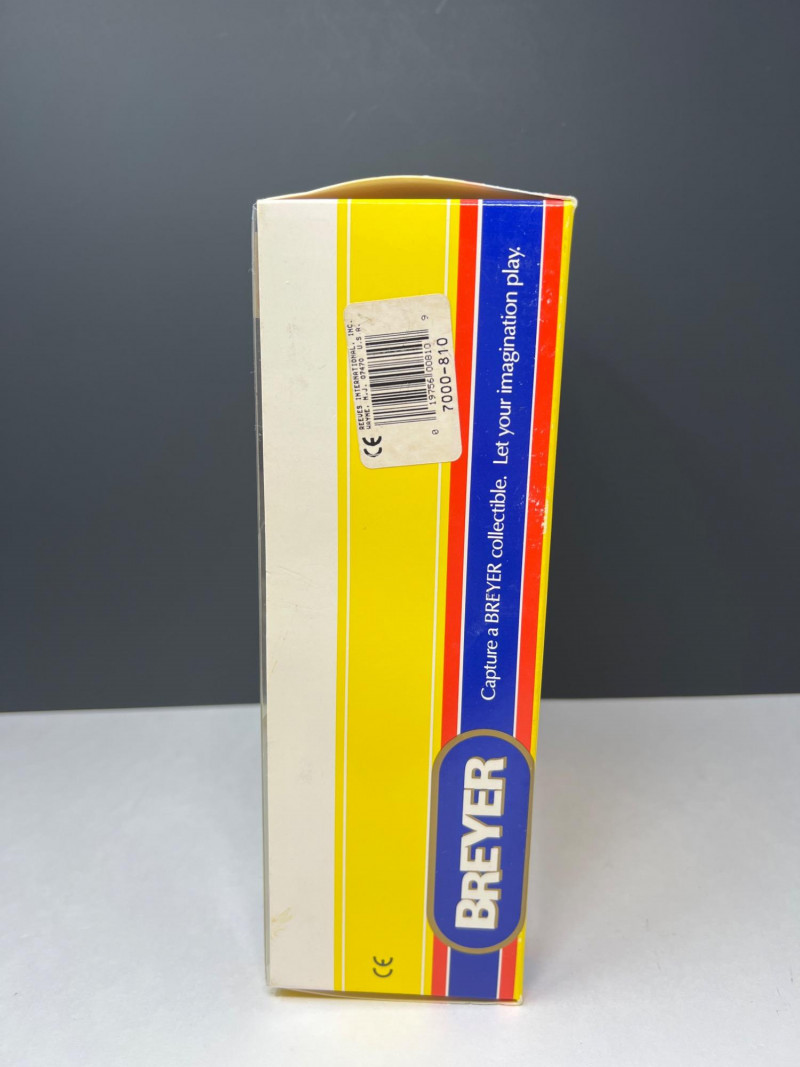 REEVES INTERNATIONAL, INC.
WAYNE, N.J. 07470 U.S.A.
CE
0 19756 00810 9
7000-810
Capture a BREYER collectible. Let your imagination play.
BREYER
CE